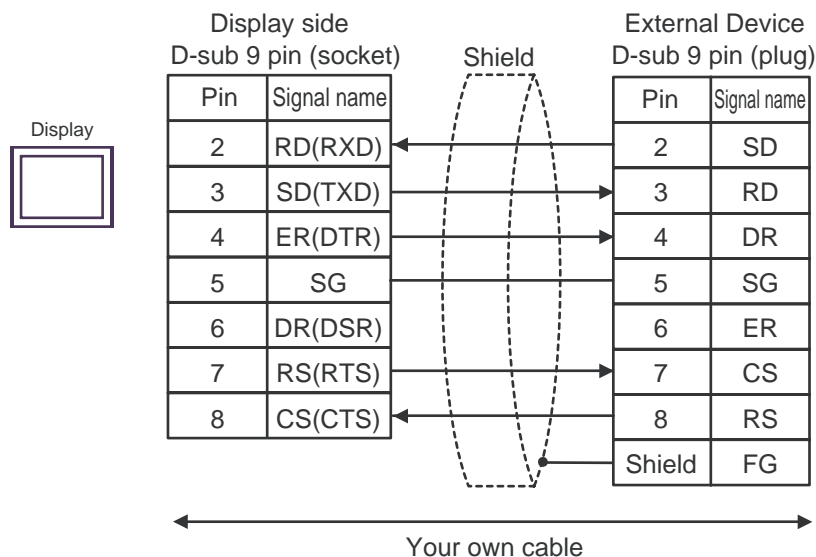 Display side
D-sub 9 pin (socket)
Shield
External Device
D-sub 9 pin (plug)
Display
Pin Signal name
2 RD(RXD)
3 SD(TXD)
4 ER(DTR)
5 SG
6 DR(DSR)
7 RS(RTS)
8 CS(CTS)
Pin Signal name
2 SD
3 RD
4 DR
5 SG
6 ER
7 CS
8 RS
Shield FG
Your own cable